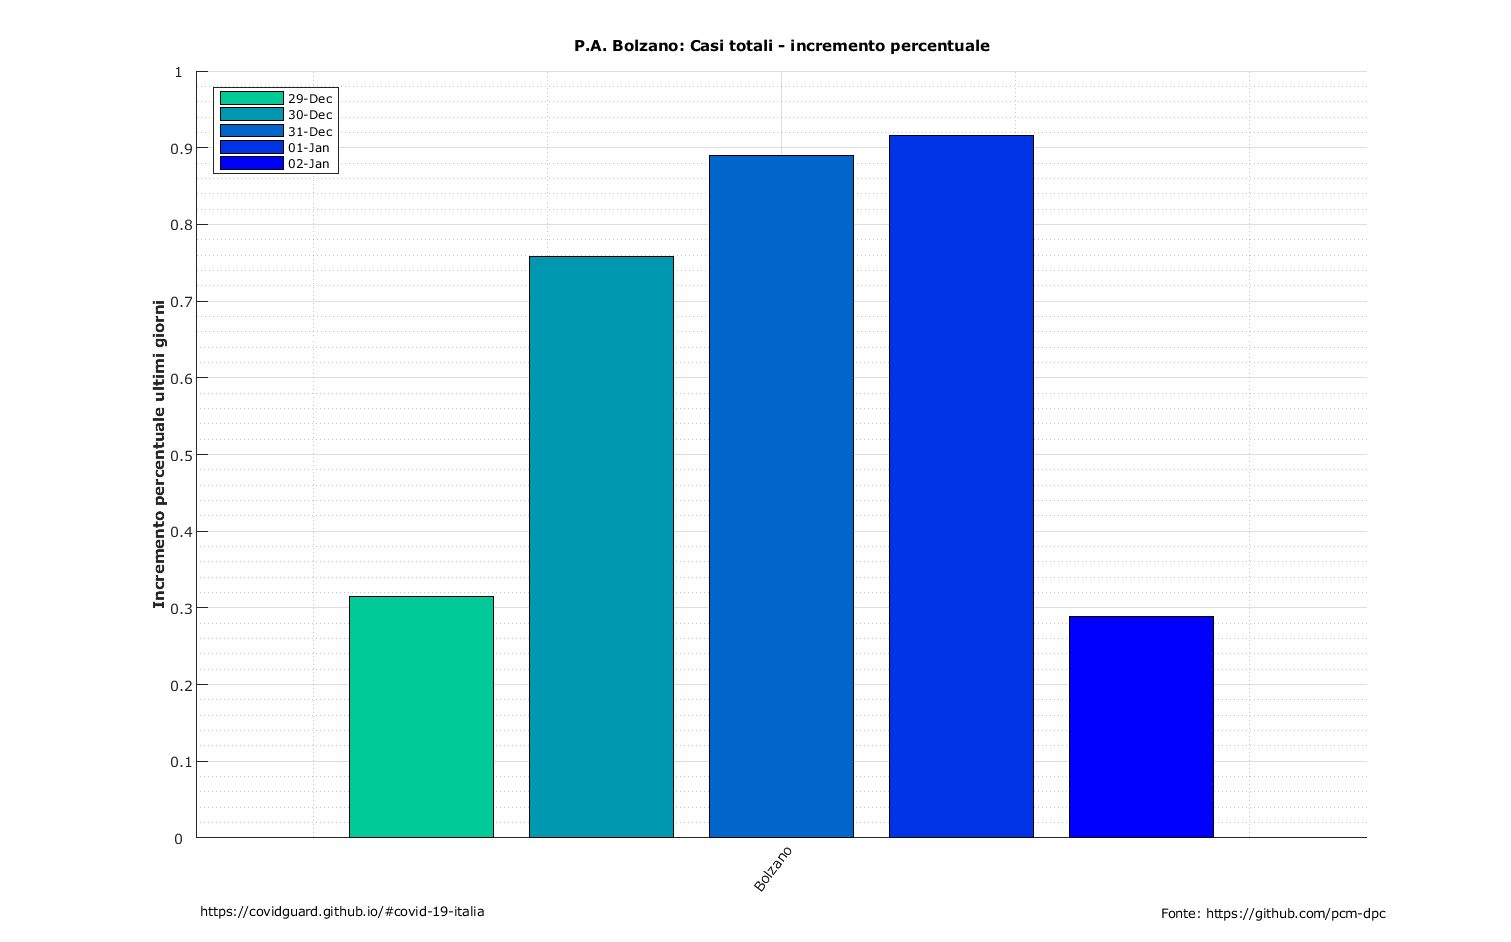 P.A. Bolzano: Casi totali - incremento percentuale
29-Dec
30-Dec
31-Dec
01-Jan
02-Jan
Incremento percentuale ultimi giorni
1
0.9
0.8
0.7
0.6
0.5
0.4
0.3
0.2
0.1
0
Bolzano
https://covidguard.github.io/#covid-19-italia
Fonte: https://github.com/pcm-dpc